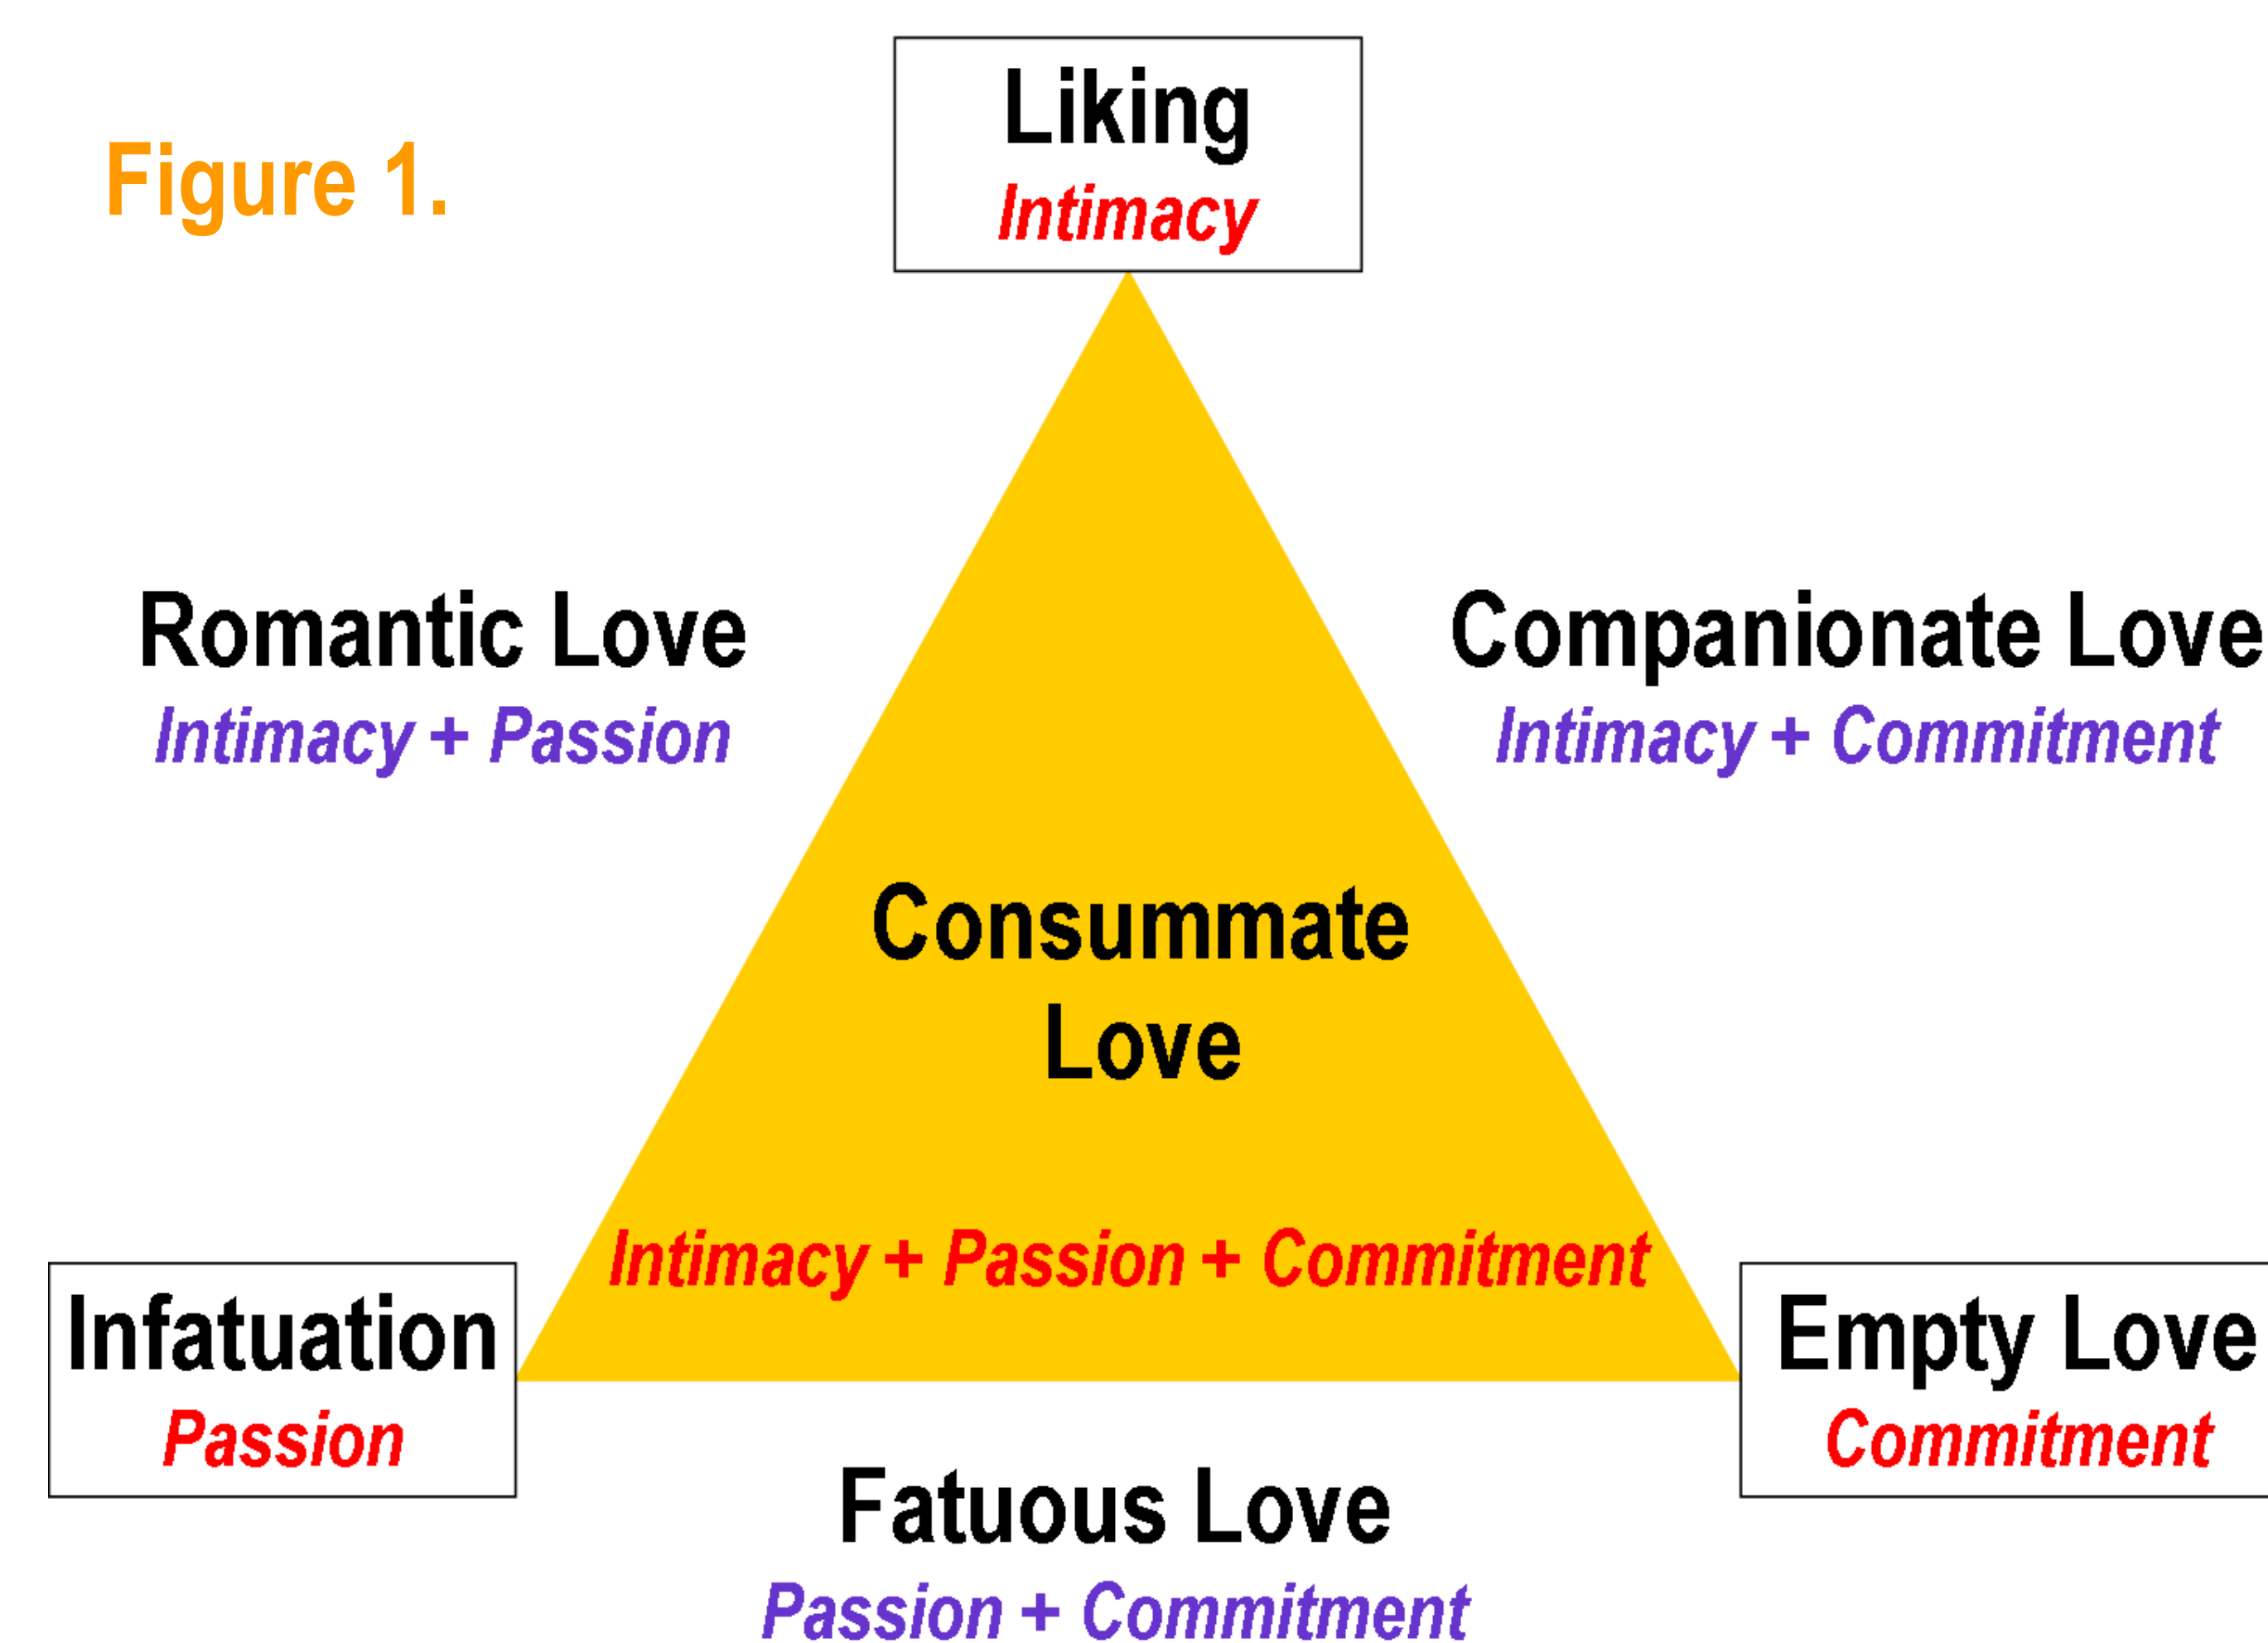 Figure 1.
Liking
Intimacy
Romantic Love
Intimacy + Passion
Companionate Love
Intimacy + Commitment
Consummate
Love
Intimacy + Passion + Commitment
Infatuation
Passion
Empty Love
Commitment
Fatuous Love
Passion + Commitment